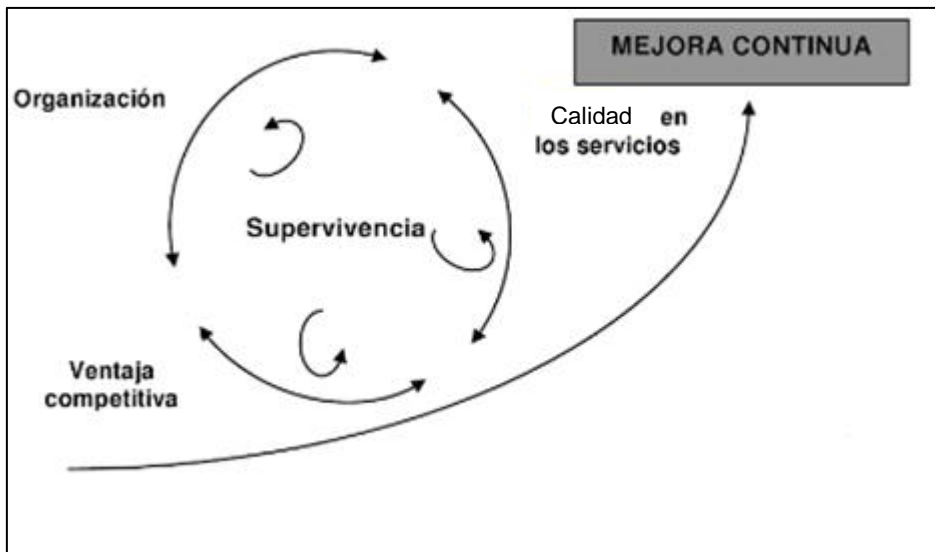 MEJORA CONTINUA
Organización
Calidad en
los servicios
Supervivencia
Ventaja
competitiva